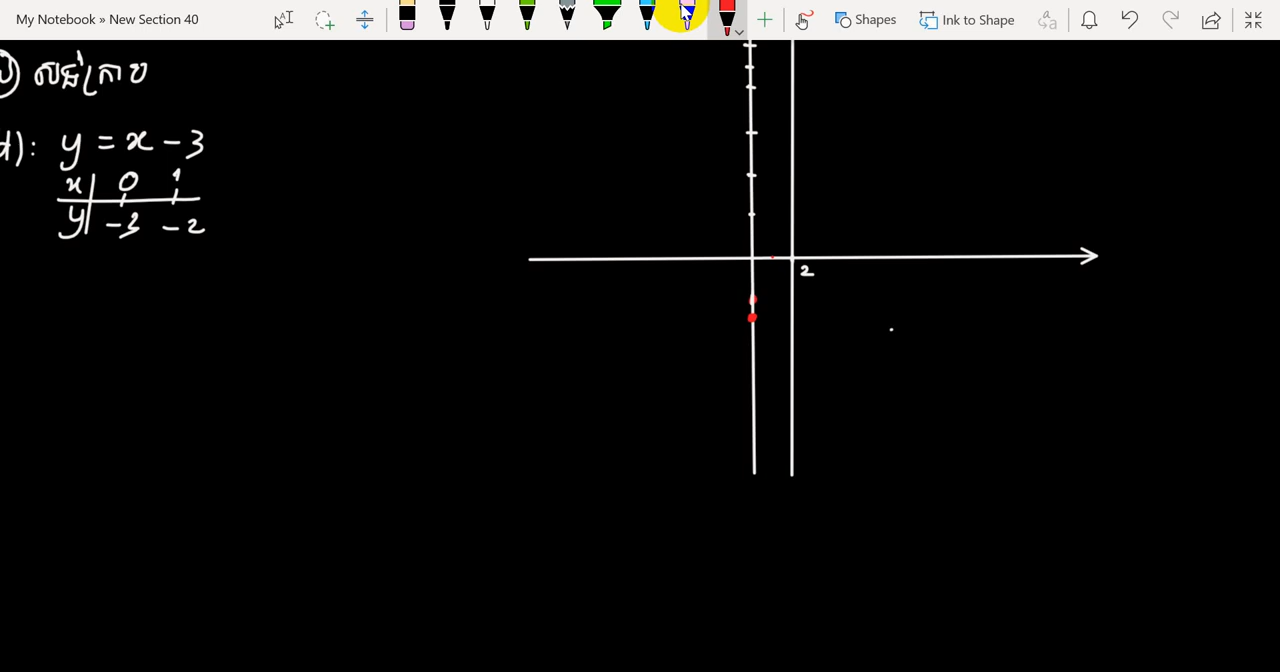 My Notebook » New Section 40
Shapes
Ink to Shape
សង់ក្រាប
d): y = x - 3
x 0 1
y -3 -2
2